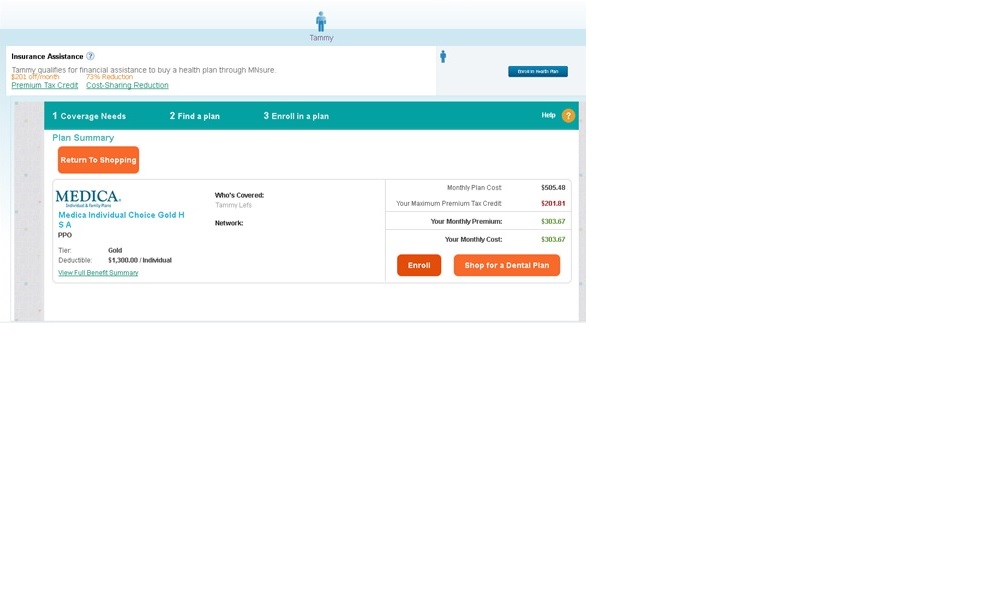 Tammy
Insurance Assistance ?
Tammy qualifies for financial assistance to buy a health plan through MNsure.
$201 off/month 73% Reduction
Premium Tax Credit Cost-Sharing Reduction
Enroll in Health Plan
1 Coverage Needs 2 Find a plan 3 Enroll in a plan Help ?
Plan Summary
Return To Shopping
MEDICA.
Individual & Family Plans
Medica Individual Choice Gold H
S A
PPO
Tier: Gold
Deductible: $1,300.00 / Individual
View Full Benefit Summary
Who's Covered:
Tammy Lefs
Network:
Monthly Plan Cost: $505.48
Your Maximum Premium Tax Credit: $201.81
Your Monthly Premium: $303.67
Your Monthly Cost: $303.67
Enroll Shop for a Dental Plan